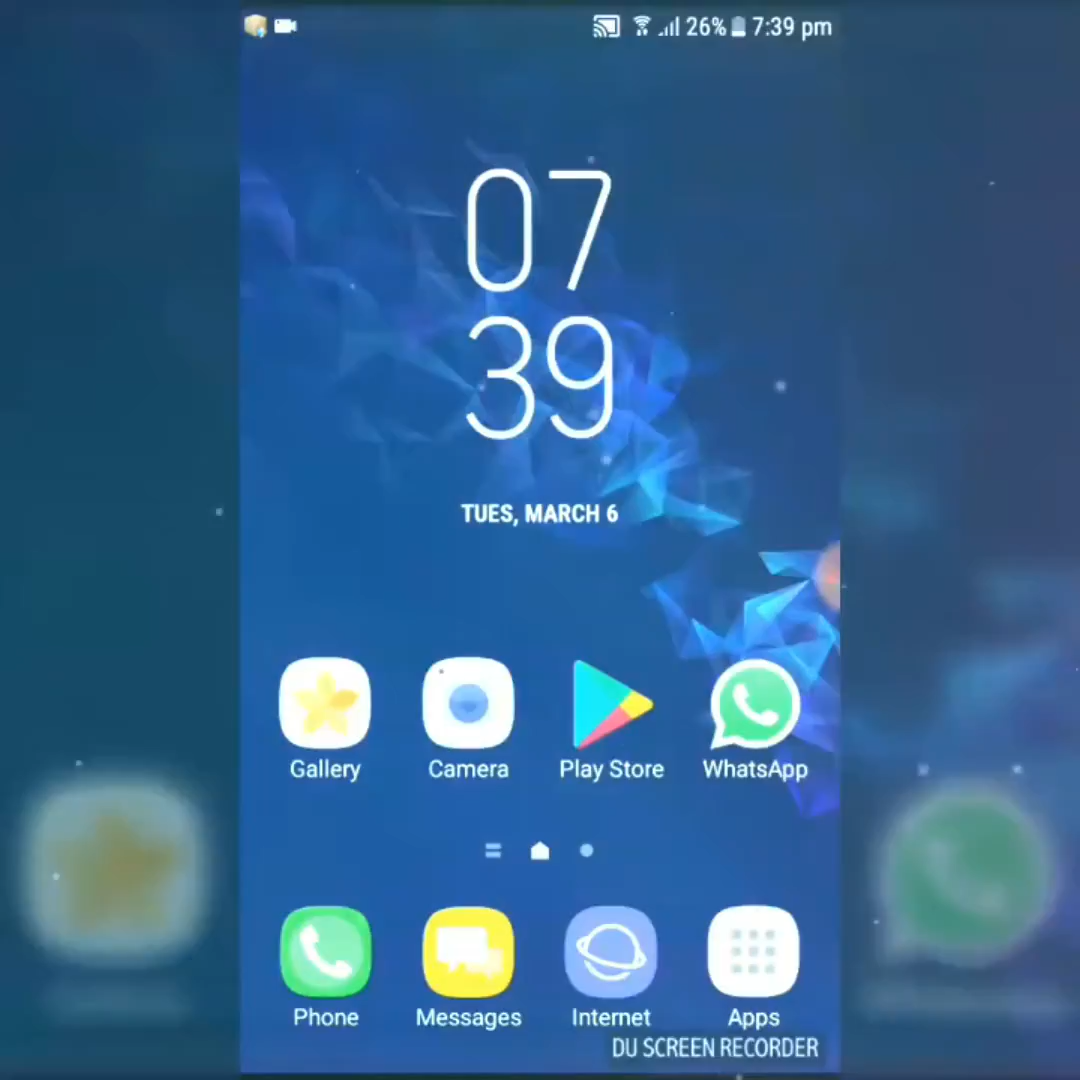 26% 7:39 pm
07
39
TUES, MARCH 6
Gallery Camera Play Store WhatsApp
Phone Messages Internet Apps
DU SCREEN RECORDER